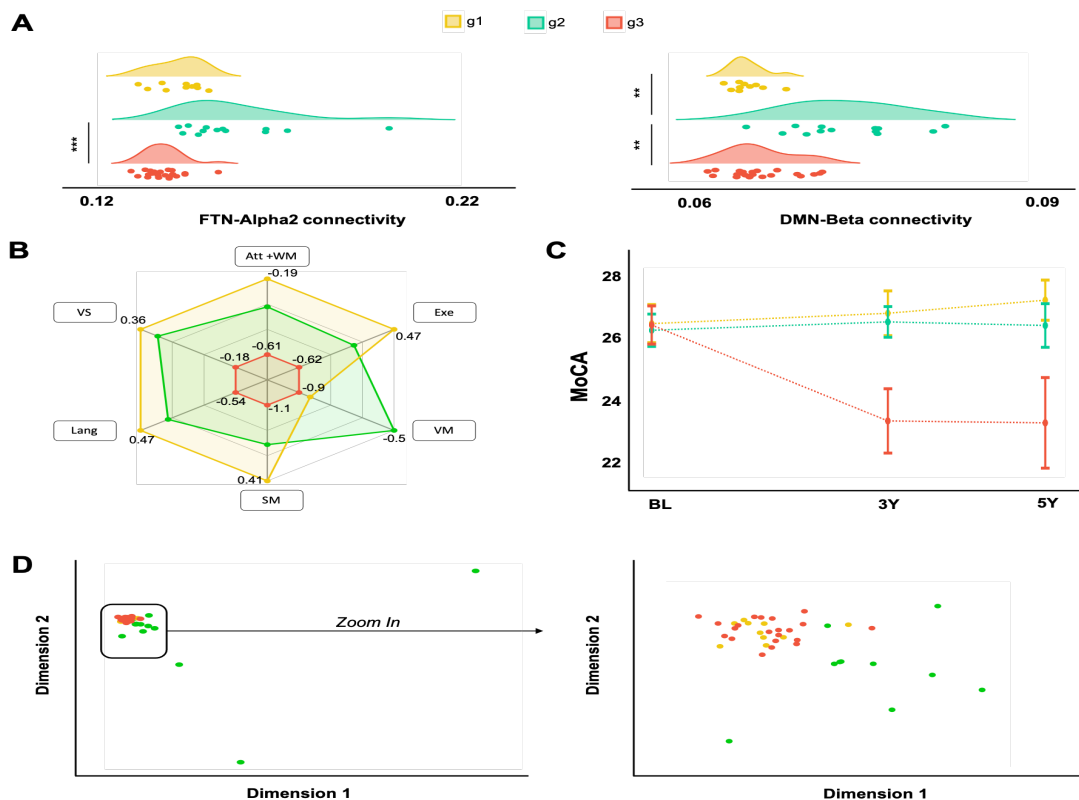 A
g1
g2
g3
***
**
**
0.12
0.22
FTN-Alpha2 connectivity
0.06
0.09
DMN-Beta connectivity
B
Att +WM
-0.19
VS
0.36
Exe
0.47
-0.61
-0.18
-0.62
-0.54
-0.9
-1.1
Lang
0.47
VM
-0.5
0.41
SM
C
MoCA
28
26
24
22
BL
3Y
5Y
D
Dimension 2
Zoom In
Dimension 1
Dimension 2
Dimension 1